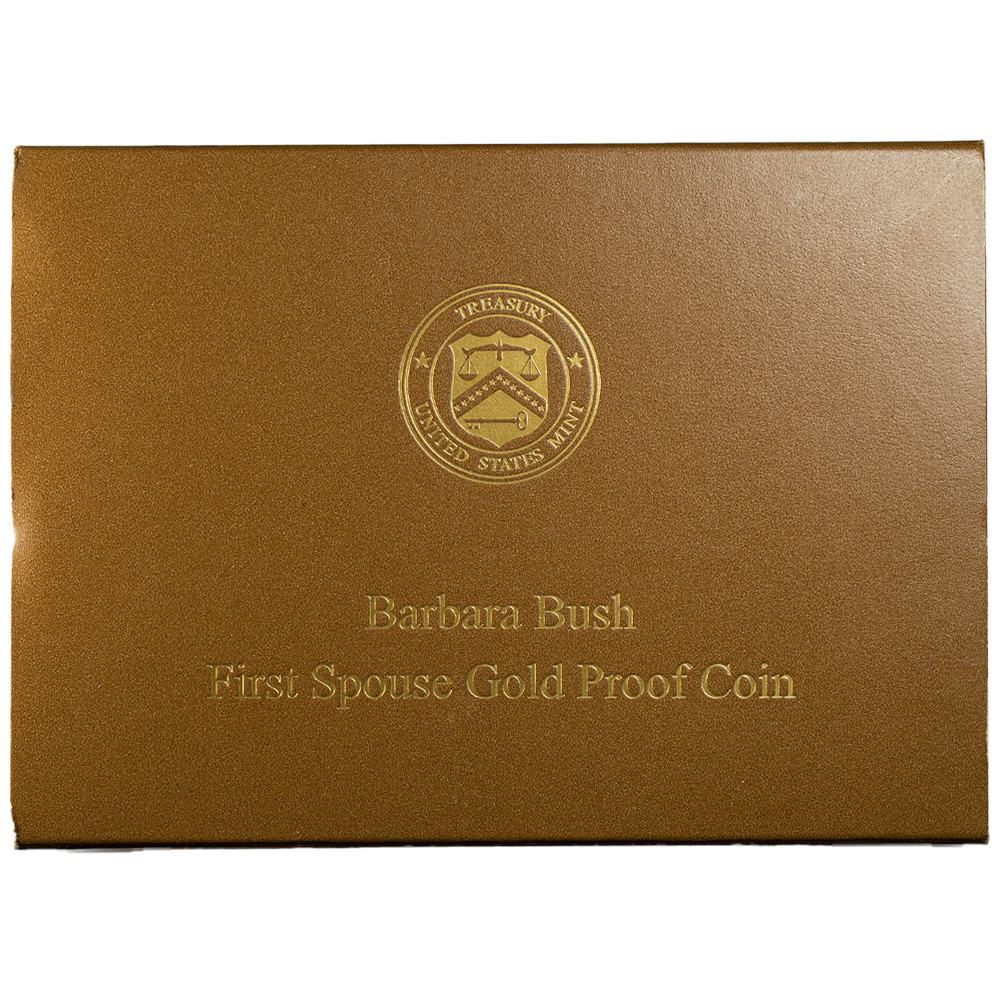 TREASURY
UNITED STATES MINT
Barbara Bush
First Spouse Gold Proof Coin